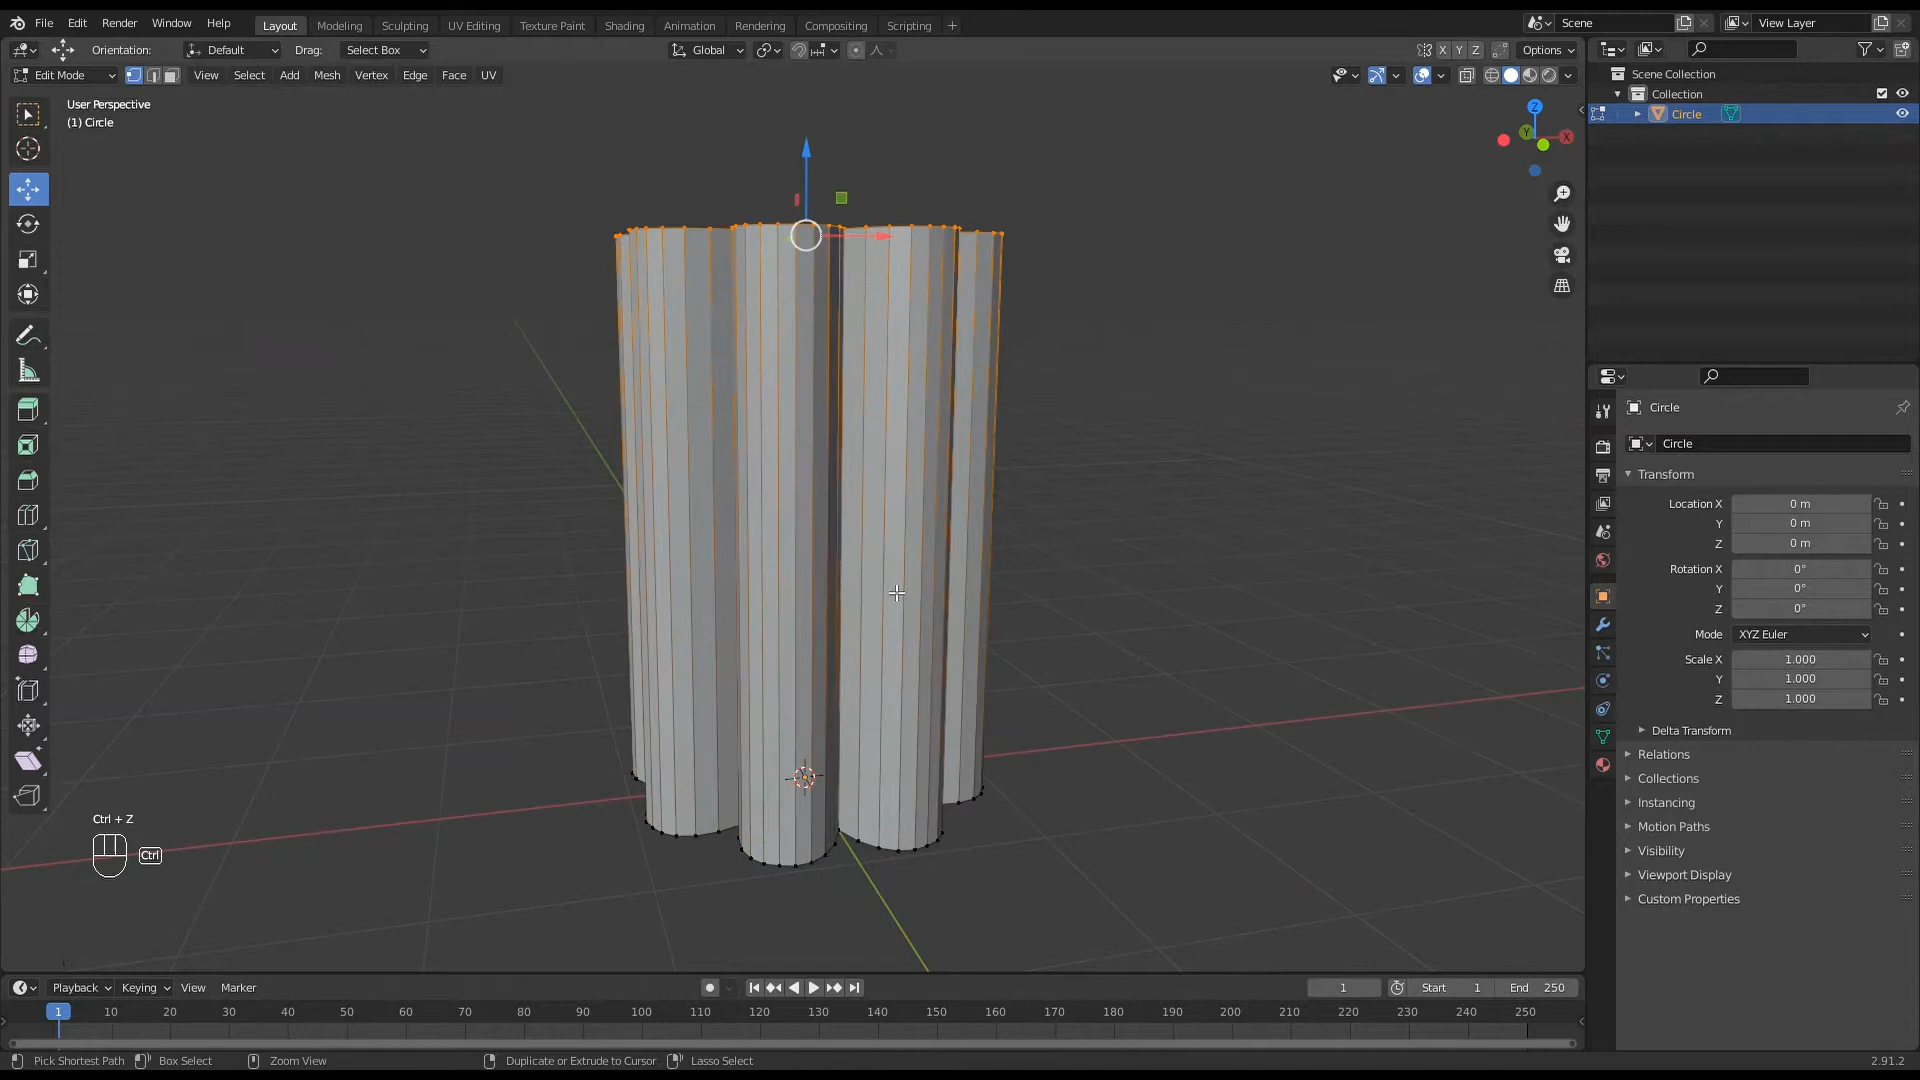 File Edit Render Window Help Layout Modeling Sculpting UV Editing Texture Paint Shading Animation Rendering Compositing Scripting + Scene View Layer
Orientation: Default Drag: Select Box Global X Y Z Options
Edit Mode View Select Add Mesh Vertex Edge Face UV
Scene Collection
Collection
Circle
User Perspective
(1) Circle
Z
Y
X
Circle
Circle
Transform
Location X 0 m
Y 0 m
Z 0 m
Rotation X 0°
Y 0°
Z 0°
Mode XYZ Euler
Scale X 1.000
Y 1.000
Z 1.000
Delta Transform
Relations
Collections
Instancing
Motion Paths
Visibility
Viewport Display
Custom Properties
Ctrl + Z
Ctrl
Playback Keying View Marker 1 Start 1 End 250
1 10 20 30 40 50 60 70 80 90 100 110 120 130 140 150 160 170 180 190 200 210 220 230 240 250
Pick Shortest Path Box Select Zoom View Duplicate or Extrude to Cursor Lasso Select 2.91.2